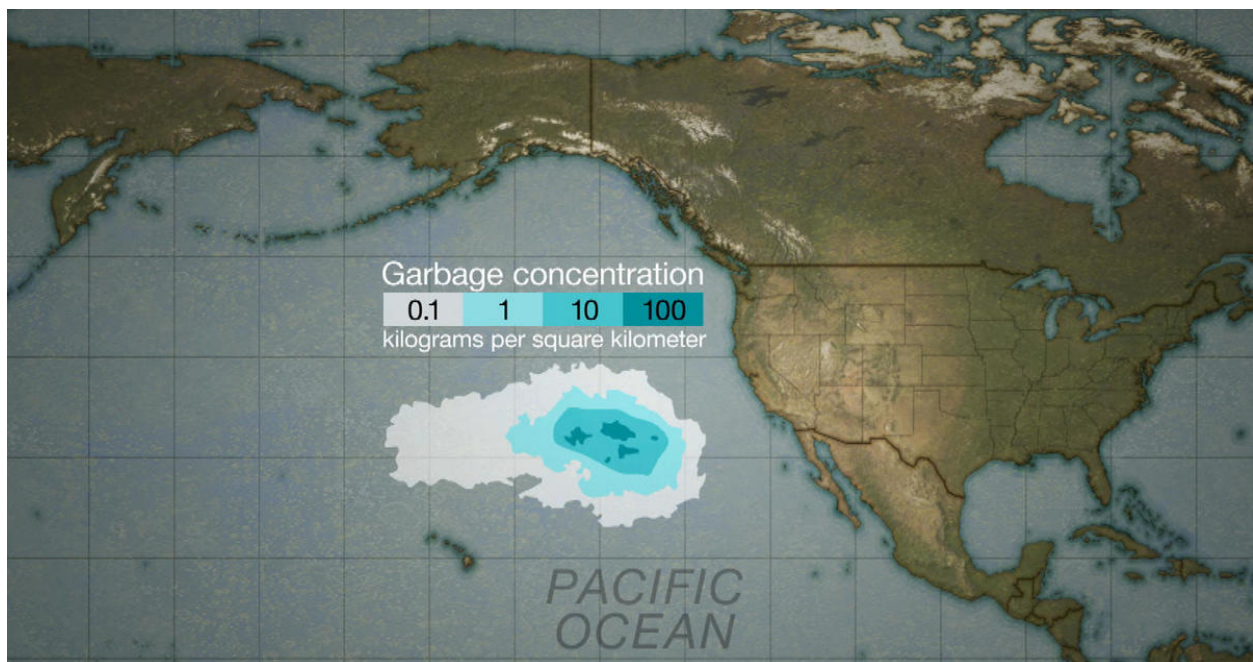 Garbage concentration
0.1 1 10 100
kilograms per square kilometer
PACIFIC
OCEAN